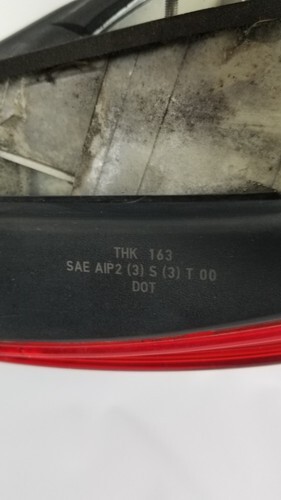 THK 163
SAE AIP2 (3) S (3) T 00
DOT